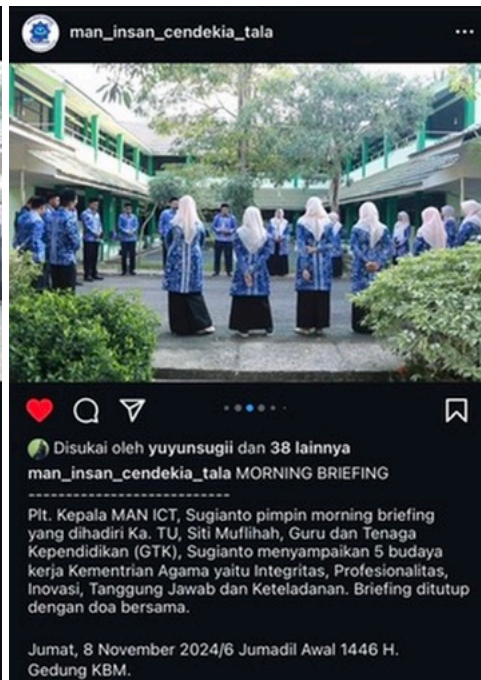 man_insan_cendekia_tala
Disukai oleh yuyunsugii dan 38 lainnya
man_insan_cendekia_tala MORNING BRIEFING
---------------------------
Plt. Kepala MAN ICT, Sugianto pimpin morning briefing
yang dihadiri Ka. TU, Siti Muflihah, Guru dan Tenaga
Kependidikan (GTK), Sugianto menyampaikan 5 budaya
kerja Kementrian Agama yaitu Integritas, Profesionalitas,
Inovasi, Tanggung Jawab dan Keteladanan. Briefing ditutup
dengan doa bersama.
Jumat, 8 November 2024/6 Jumadil Awal 1446 H.
Gedung KBM.